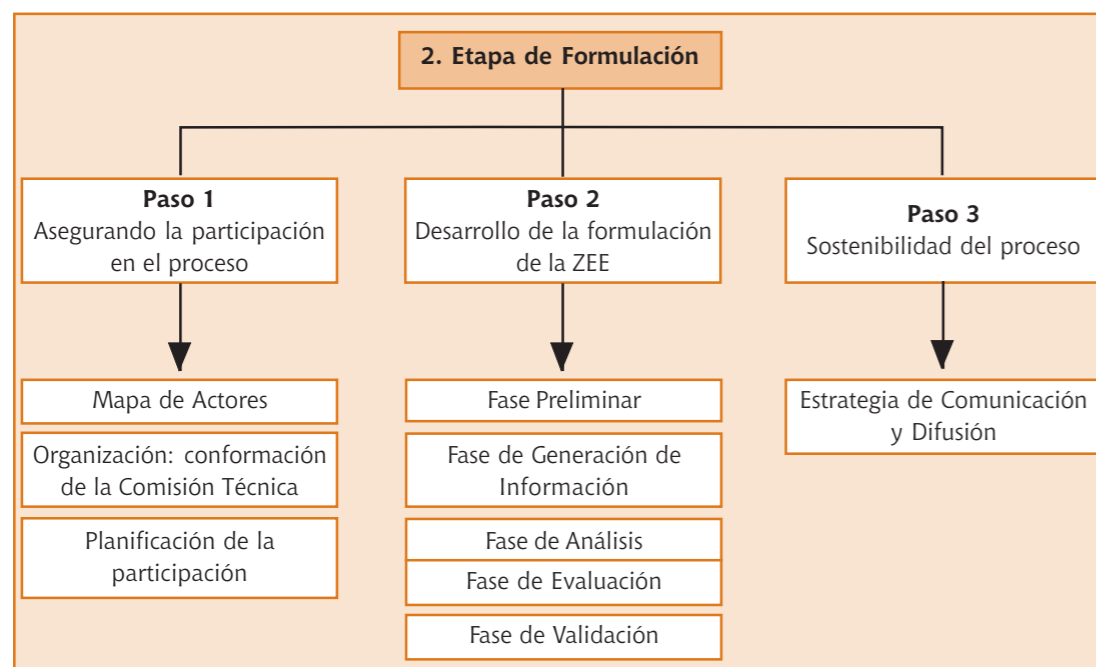 2. Etapa de Formulación
Paso 1
Asegurando la participación
en el proceso
Paso 2
Desarrollo de la formulación
de la ZEE
Paso 3
Sostenibilidad del proceso
Mapa de Actores
Organización: conformación
de la Comisión Técnica
Planificación de la
participación
Fase Preliminar
Fase de Generación de
Información
Fase de Análisis
Fase de Evaluación
Fase de Validación
Estrategia de Comunicación
y Difusión